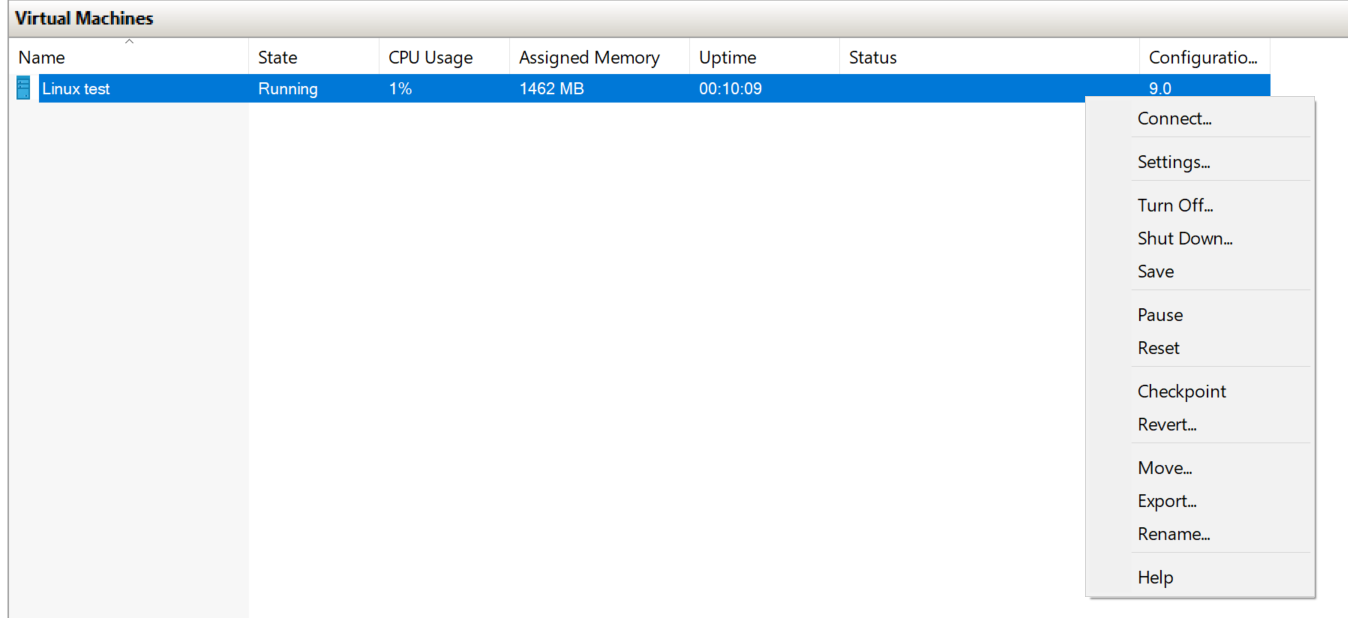 Virtual Machines
Name State CPU Usage Assigned Memory Uptime Status Configuratio...
Linux test Running 1% 1462 MB 00:10:09 9.0
Connect...
Settings...
Turn Off...
Shut Down...
Save
Pause
Reset
Checkpoint
Revert...
Move...
Export...
Rename...
Help